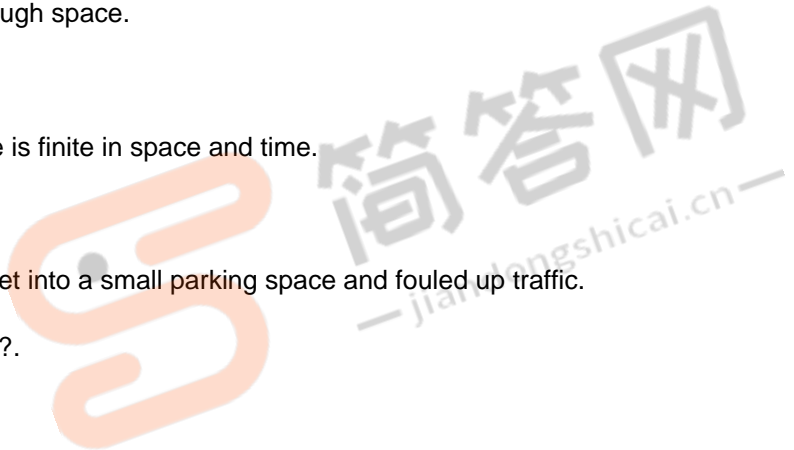 ugh space.
e is finite in space and time.
et into a small parking space and fouled up traffic.
?.
简答网
jiandongshicai.cn